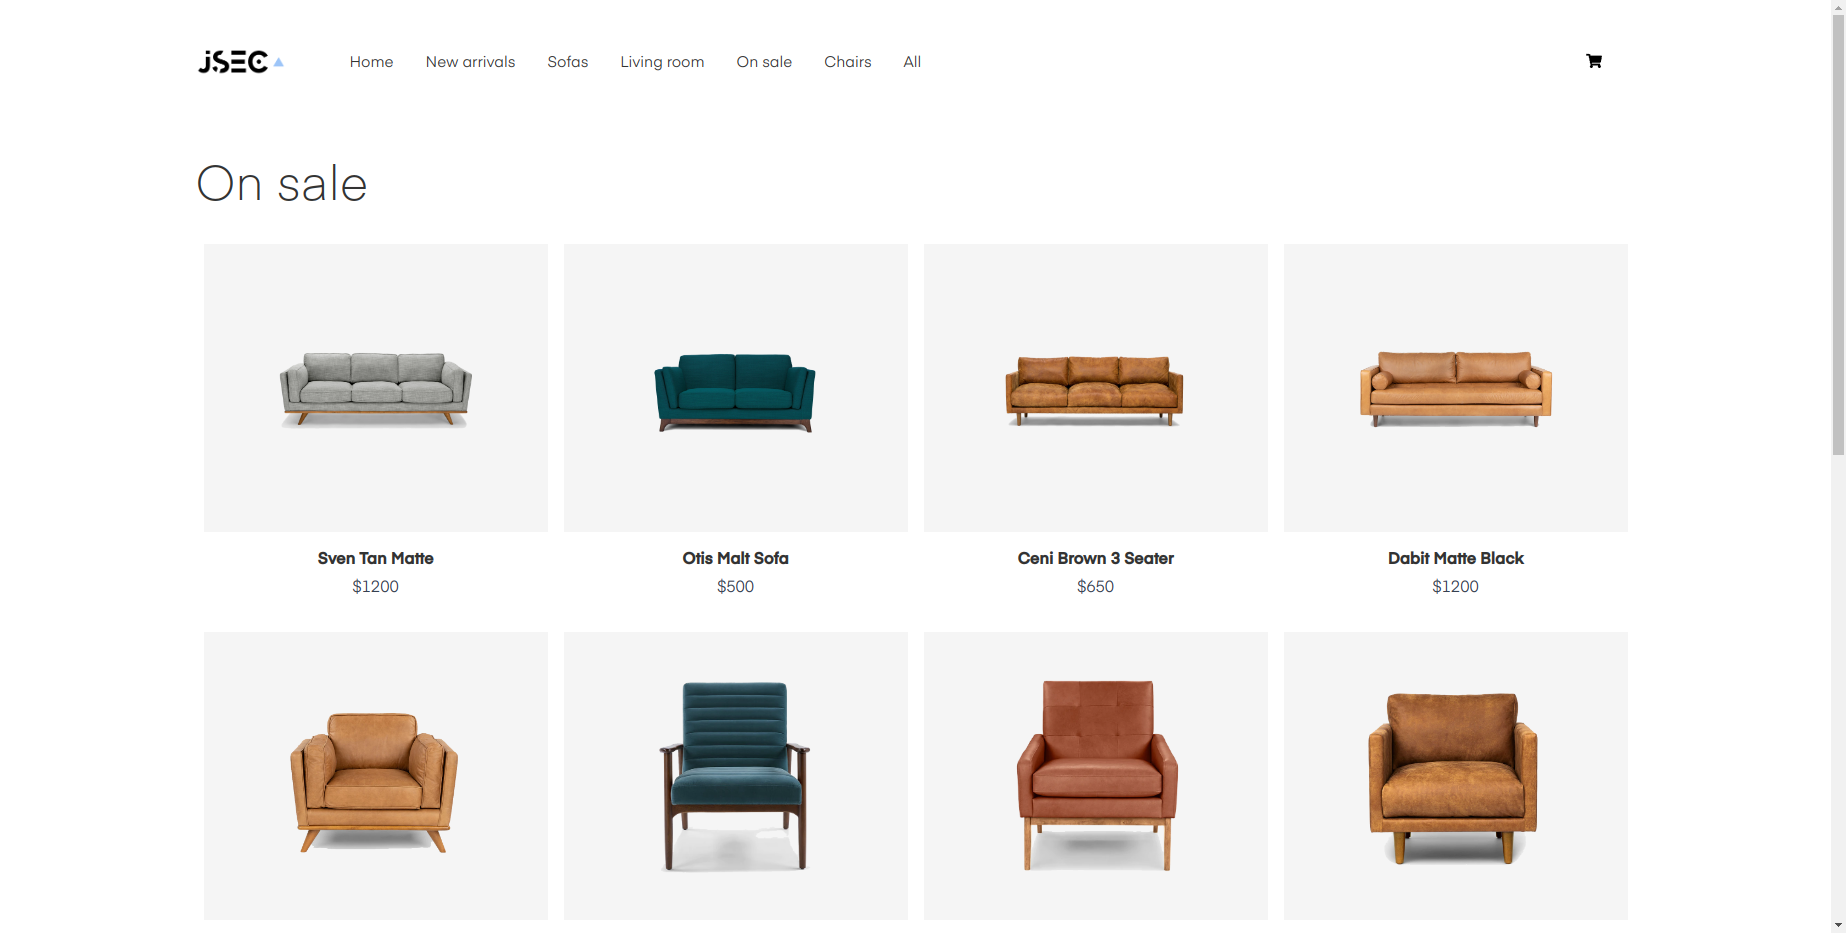 jSEC
Home New arrivals Sofas Living room On sale Chairs All
On sale
Sven Tan Matte
$1200
Otis Malt Sofa
$500
Ceni Brown 3 Seater
$650
Dabit Matte Black
$1200